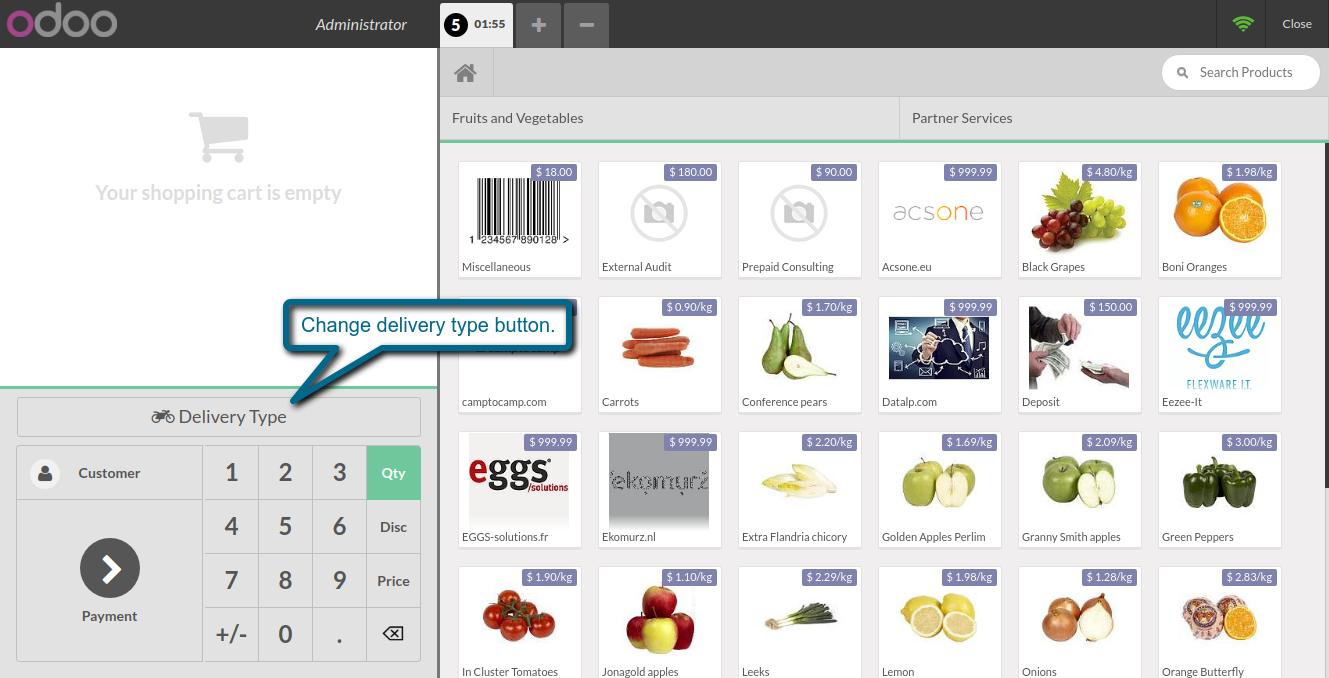 odoo
Administrator
5 01:55
+
−
Close
Search Products
Fruits and Vegetables
Partner Services
Your shopping cart is empty
$ 18.00
1 234567 890128 >
Miscellaneous
$ 180.00
External Audit
$ 90.00
Prepaid Consulting
$ 999.99
acsone
Acsone.eu
$ 4.80/kg
Black Grapes
$ 1.98/kg
Boni Oranges
Change delivery type button.
camptocamp.com
$ 0.90/kg
Carrots
$ 1.70/kg
Conference pears
$ 999.99
Datalp.com
$ 150.00
Deposit
$ 999.99
eezee
FLEXWARE I.T.
Eezee-It
Delivery Type
Customer
Payment
1 2 3 Qty
4 5 6 Disc
7 8 9 Price
+/- 0 .
$ 999.99
eggs
/solutions
EGGS-solutions.fr
$ 999.99
ekomurz
Ekomurz.nl
$ 2.20/kg
Extra Flandria chicory
$ 1.69/kg
Golden Apples Perlim
$ 2.09/kg
Granny Smith apples
$ 3.00/kg
Green Peppers
$ 1.90/kg
In Cluster Tomatoes
$ 1.10/kg
Jonagold apples
$ 2.29/kg
Leeks
$ 1.98/kg
Lemon
$ 1.28/kg
Onions
$ 2.83/kg
Orange Butterfly